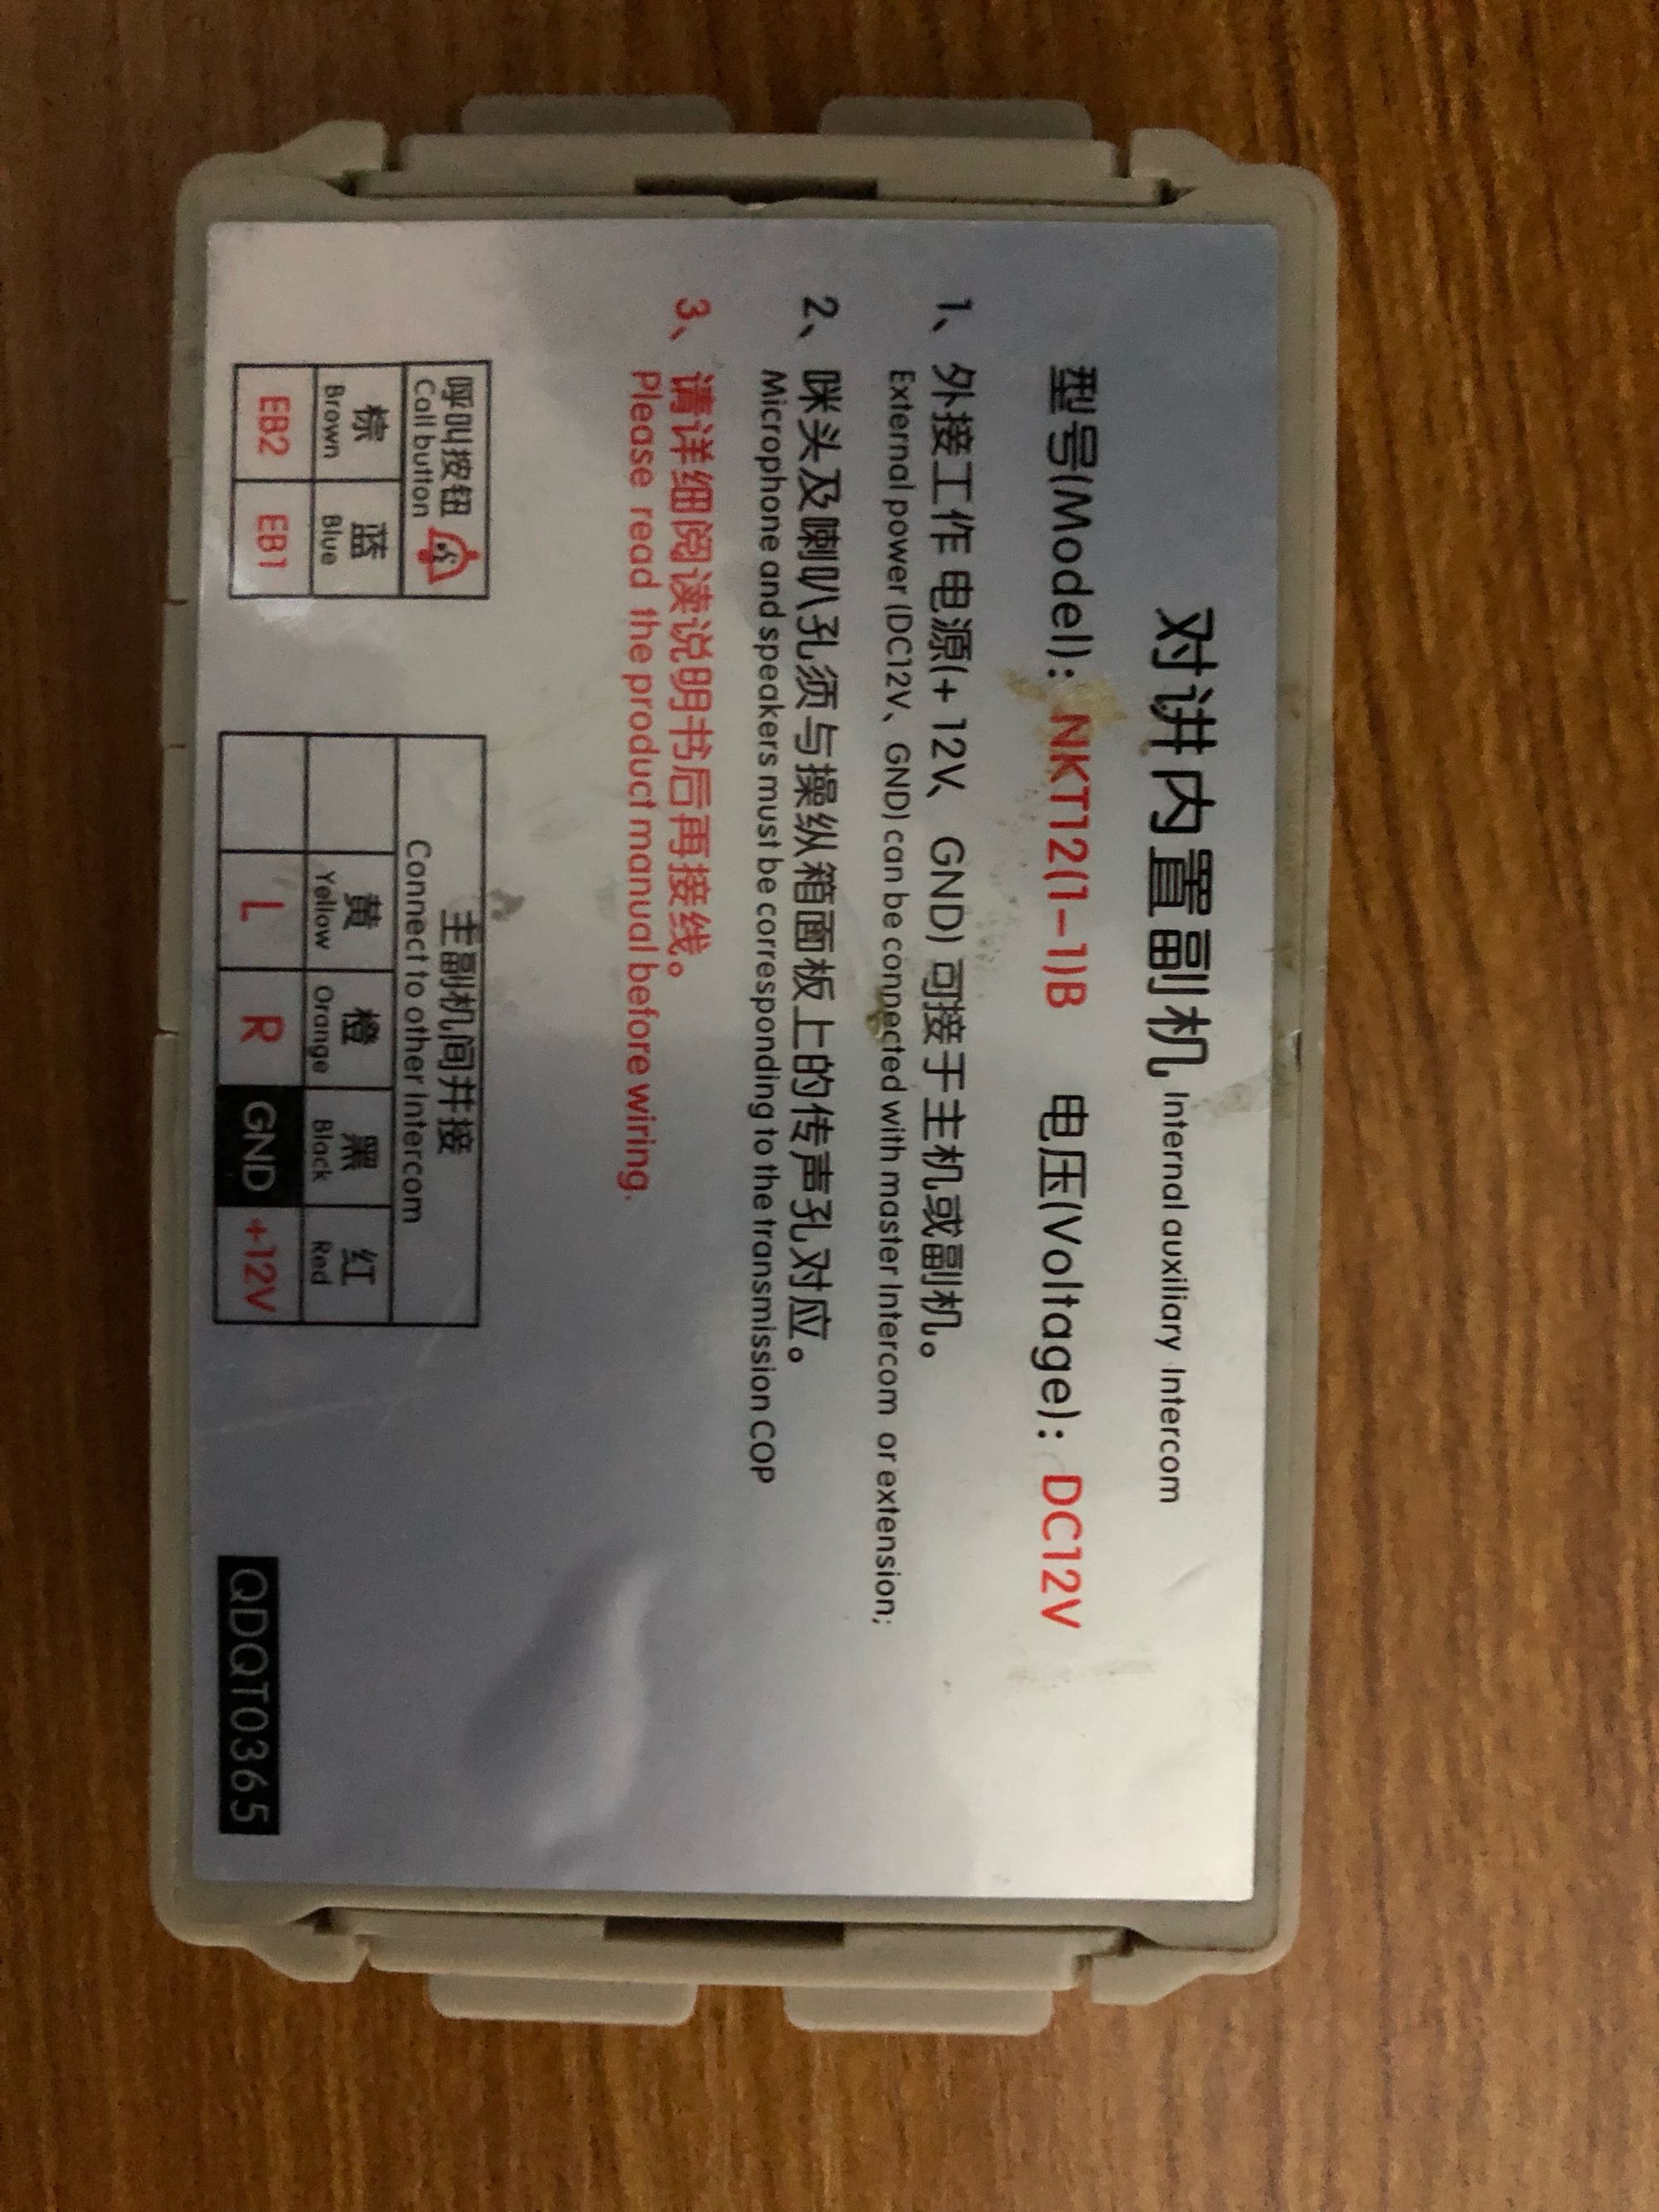 对讲内置副机 Internal auxiliary Intercom
型号(Model)：NKT12(1-1)B 电压(Voltage)：DC12V
1、外接工作 电源(+12V、GND)可接于主机或副机。
External power (DC12V、GND) can be connected with master Intercom or extension;
2、咪头及喇叭孔须与操纵箱面板上的传声孔对应。
Microphone and speakers must be corresponding to the transmission COP
3、请详细阅读说明书后再接线。
Please read the product manual before wiring.
呼叫按钮
Call button
棕 蓝
Brown Blue
EB2 EB1
主副机间并接
Connect to other intercom
黄 橙 黑 红
Yellow Orange Black Red
L R GND +12V
QDQT0365